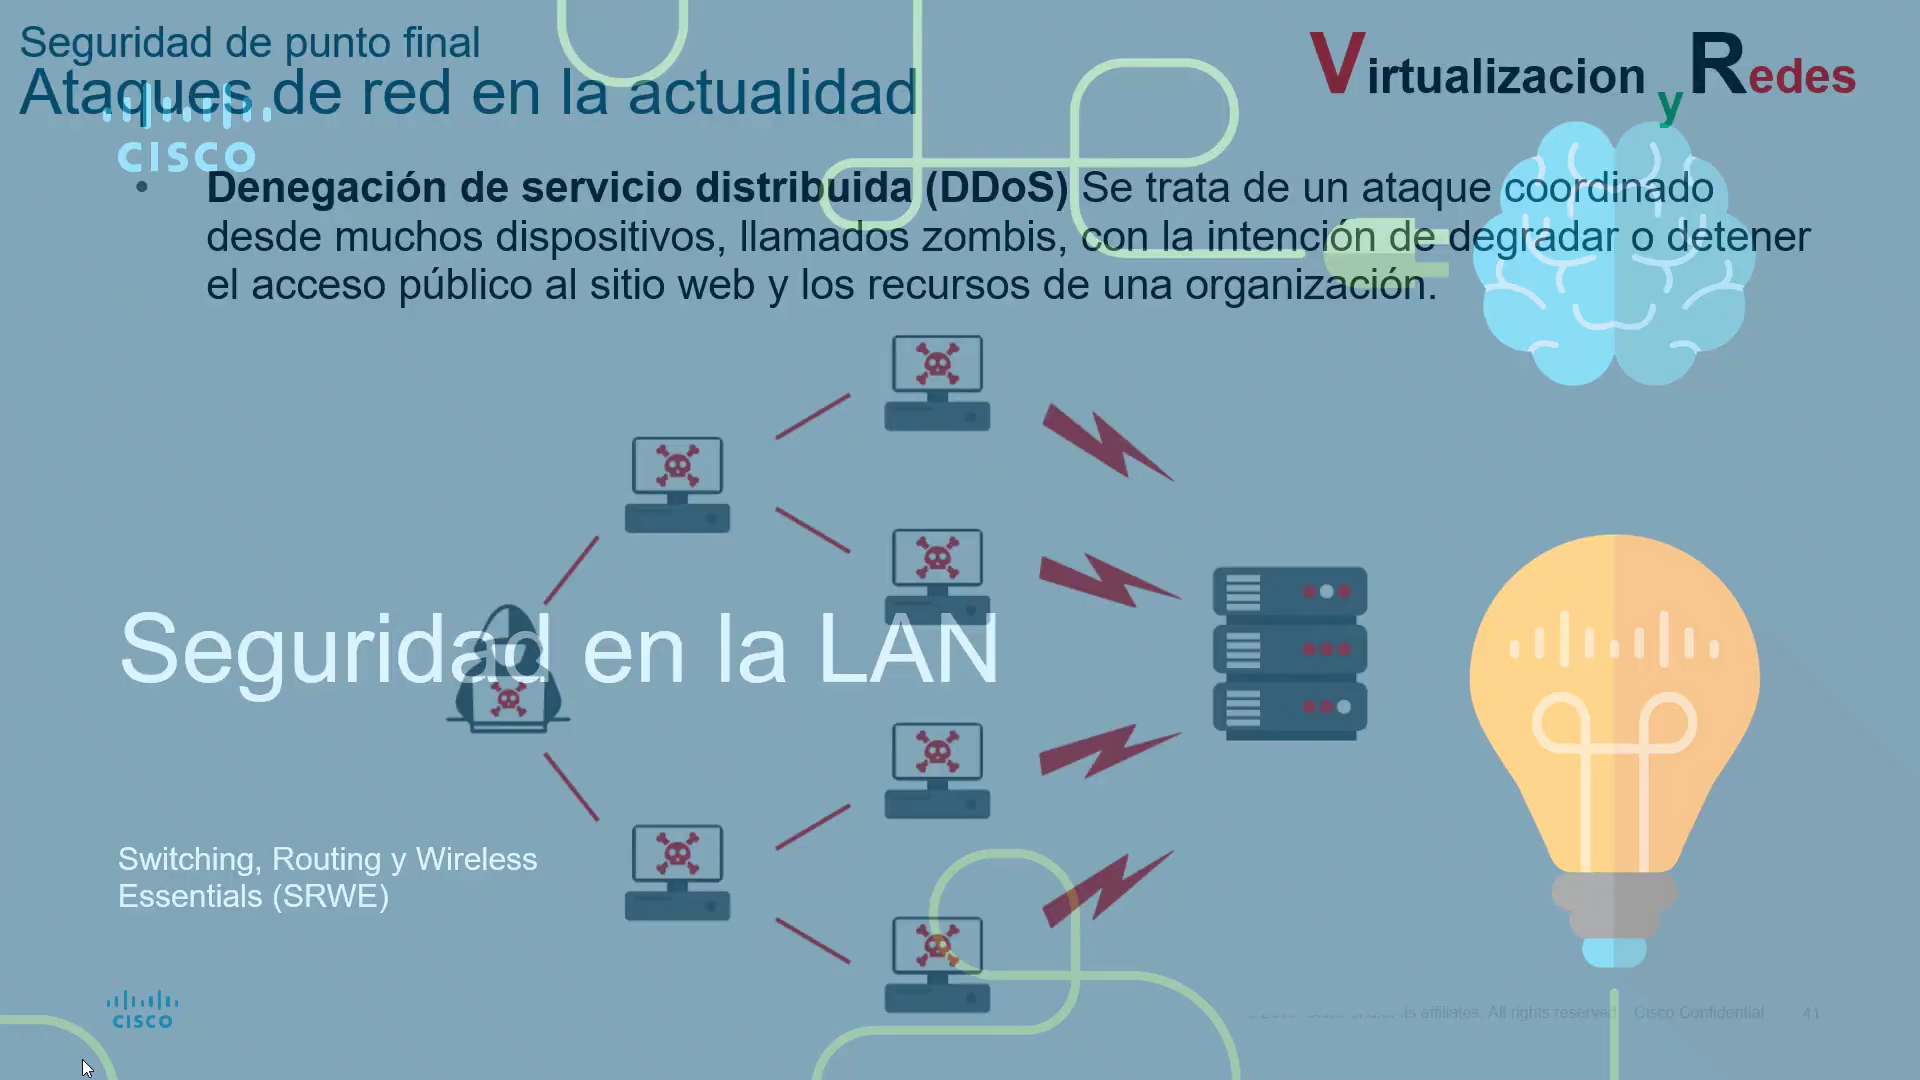 Seguridad de punto final
Ataques de red en la actualidad
Virtualizacion y Redes
CISCO
• Denegación de servicio distribuida (DDoS) Se trata de un ataque coordinado
desde muchos dispositivos, llamados zombis, con la intención de degradar o detener
el acceso público al sitio web y los recursos de una organización.
Seguridad en la LAN
Switching, Routing y Wireless
Essentials (SRWE)
CISCO
affiliates. All rights reserved. Cisco Confidential 41